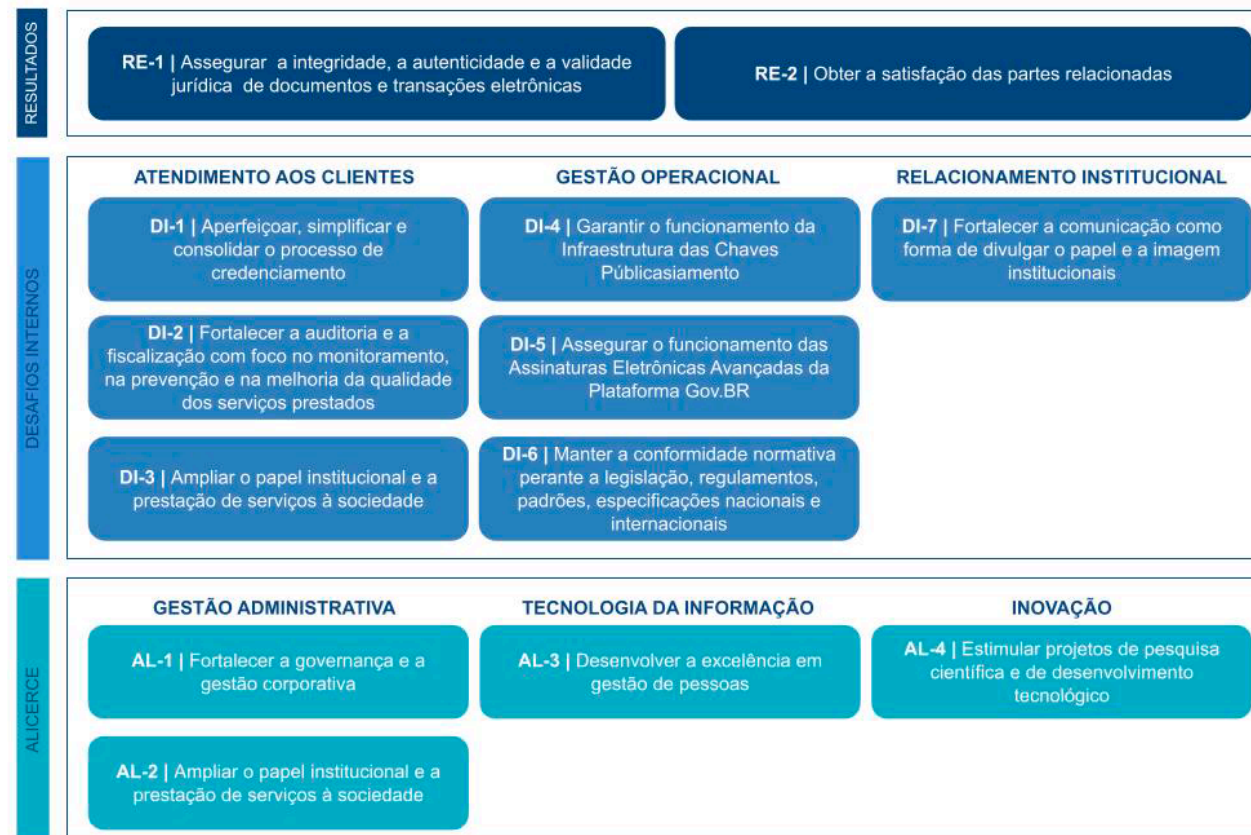 RESULTADOS
RE-1 | Assegurar a integridade, a autenticidade e a validade
jurídica de documentos e transações eletrônicas
RE-2 | Obter a satisfação das partes relacionadas
DESAFIOS INTERNOS
ATENDIMENTO AOS CLIENTES
DI-1 | Aperfeiçoar, simplificar e
consolidar o processo de
credenciamento
DI-2 | Fortalecer a auditoria e a
fiscalização com foco no monitoramento,
na prevenção e na melhoria da qualidade
dos serviços prestados
DI-3 | Ampliar o papel institucional e a
prestação de serviços à sociedade
GESTÃO OPERACIONAL
DI-4 | Garantir o funcionamento da
Infraestrutura das Chaves
Públicasiamento
DI-5 | Assegurar o funcionamento das
Assinaturas Eletrônicas Avançadas da
Plataforma Gov.BR
DI-6 | Manter a conformidade normativa
perante a legislação, regulamentos,
padrões, especificações nacionais e
internacionais
RELACIONAMENTO INSTITUCIONAL
DI-7 | Fortalecer a comunicação como
forma de divulgar o papel e a imagem
institucionais
ALICERCE
GESTÃO ADMINISTRATIVA
AL-1 | Fortalecer a governança e a
gestão corporativa
AL-2 | Ampliar o papel institucional e a
prestação de serviços à sociedade
TECNOLOGIA DA INFORMAÇÃO
AL-3 | Desenvolver a excelência em
gestão de pessoas
INOVAÇÃO
AL-4 | Estimular projetos de pesquisa
científica e de desenvolvimento
tecnológico